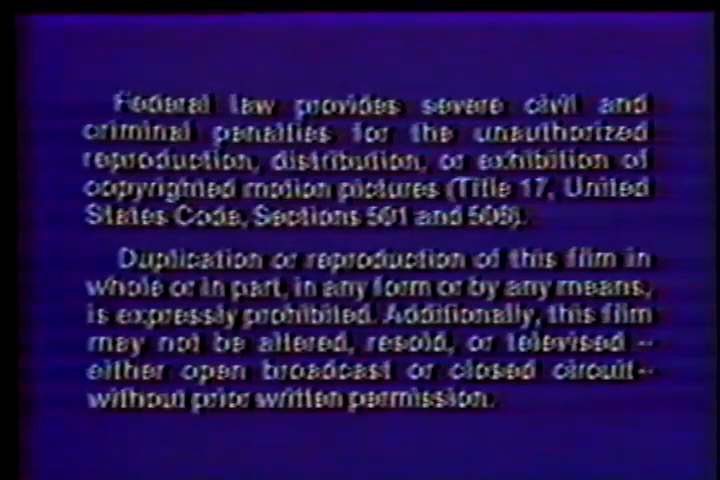 Federal law provides severe civil and
criminal penalties for the unauthorized
reproduction, distribution, or exhibition of
copyrighted motion pictures (Title 17, United
States Code, Sections 501 and 506).
Duplication or reproduction of this film in
whole or in part, in any form or by any means,
is expressly prohibited. Additionally, this film
may not be altered, resold, or televised --
either open broadcast or closed circuit--
without prior written permission.